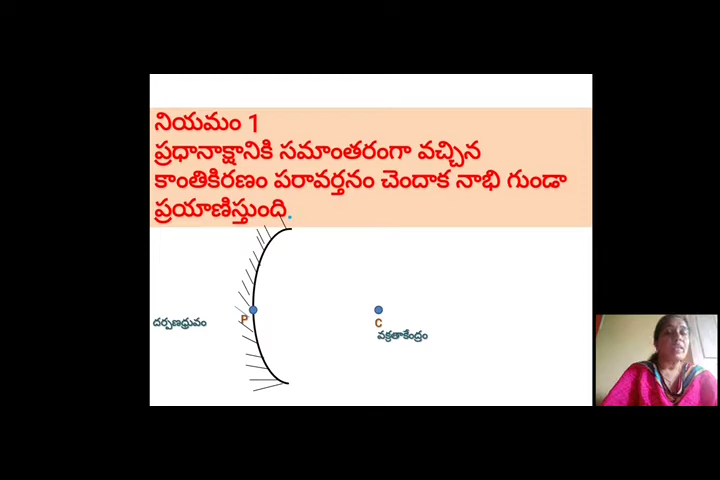 నియమం 1
ప్రధానాక్షానికి సమాంతరంగా వచ్చిన
కాంతికిరణం పరావర్తనం చెందాక నాభి గుండా
ప్రయాణిస్తుంది.
P
దర్పణధ్రువం
C
వక్రతాకేంద్రం